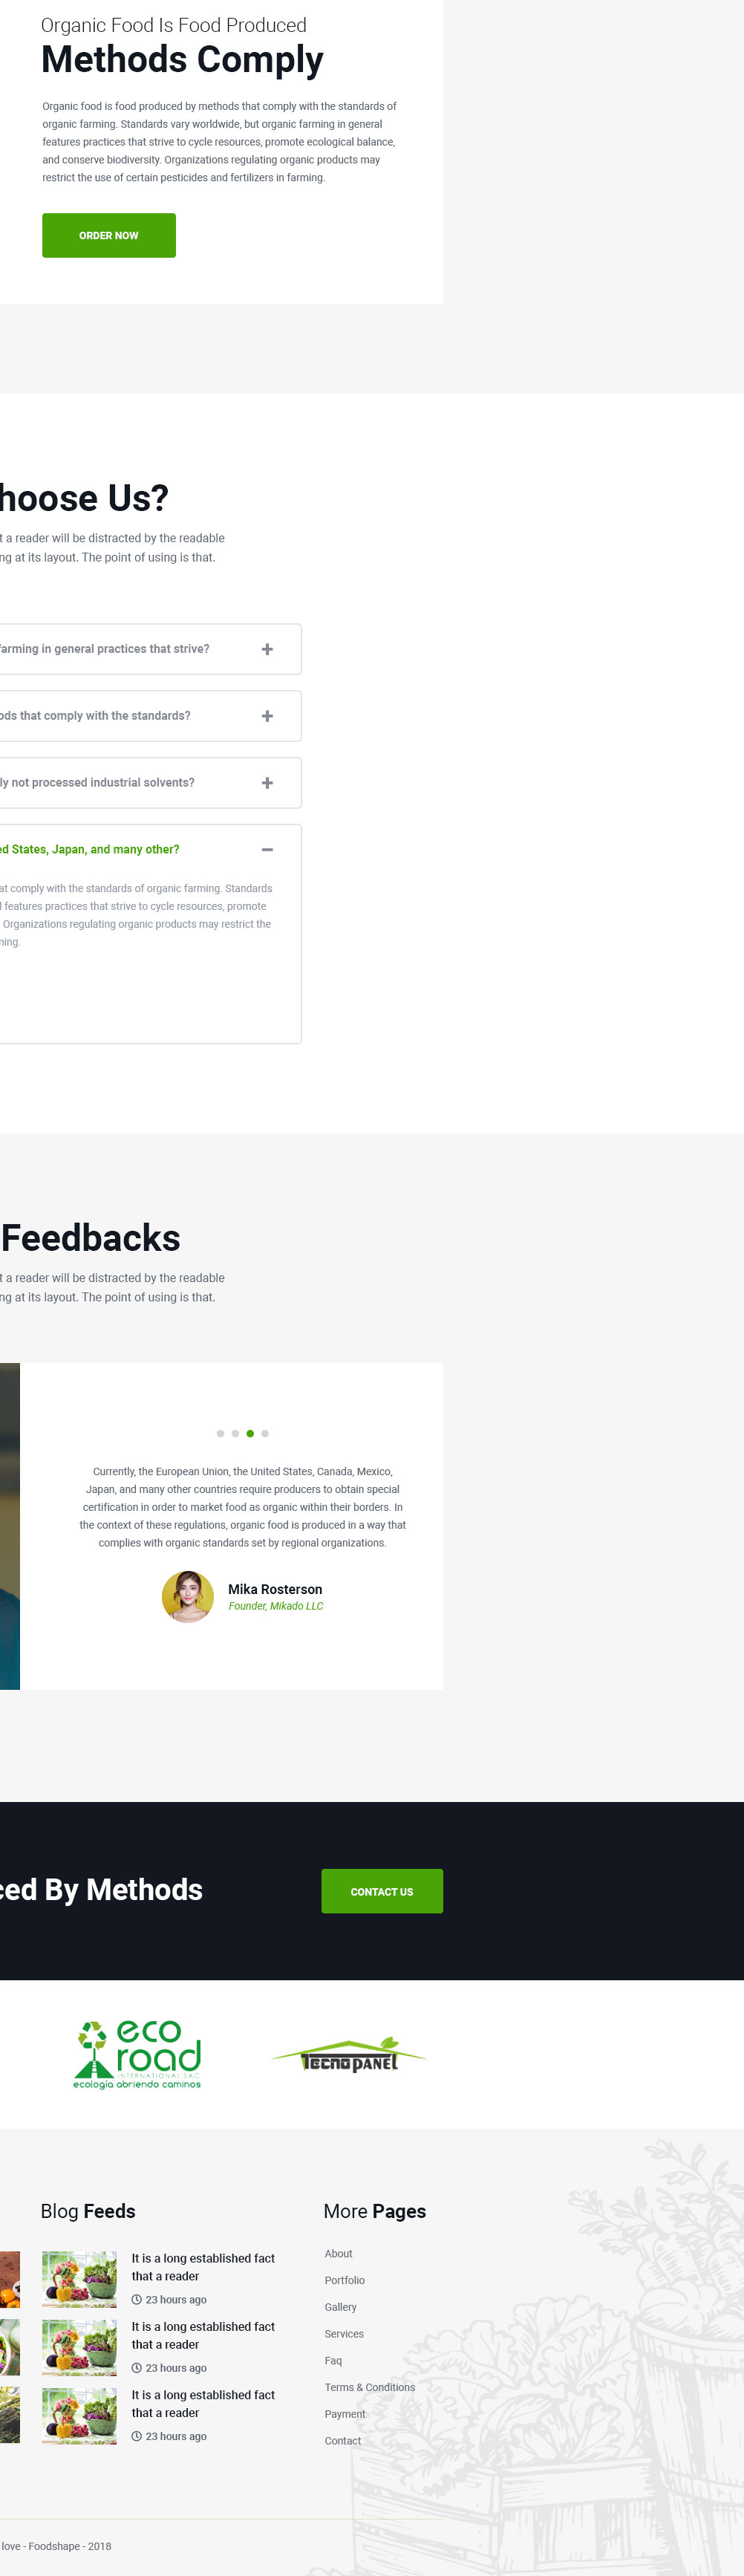 Organic Food Is Food Produced
Methods Comply
Organic food is food produced by methods that comply with the standards of
organic farming. Standards vary worldwide, but organic farming in general
features practices that strive to cycle resources, promote ecological balance,
and conserve biodiversity. Organizations regulating organic products may
restrict the use of certain pesticides and fertilizers in farming.
ORDER NOW
hoose Us?
t a reader will be distracted by the readable
ng at its layout. The point of using is that.
farming in general practices that strive?
ods that comply with the standards?
ly not processed industrial solvents?
ed States, Japan, and many other?
at comply with the standards of organic farming. Standards
l features practices that strive to cycle resources, promote
Organizations regulating organic products may restrict the
ning.
Feedbacks
t a reader will be distracted by the readable
ng at its layout. The point of using is that.
Currently, the European Union, the United States, Canada, Mexico,
Japan, and many other countries require producers to obtain special
certification in order to market food as organic within their borders. In
the context of these regulations, organic food is produced in a way that
complies with organic standards set by regional organizations.
Mika Rosterson
Founder, Mikado LLC
ced By Methods
CONTACT US
eco
road
INTERNATIONAL S.A.C
ecología abriendo caminos
TECNOPANEL
Blog Feeds
It is a long established fact
that a reader
23 hours ago
It is a long established fact
that a reader
23 hours ago
It is a long established fact
that a reader
23 hours ago
More Pages
About
Portfolio
Gallery
Services
Faq
Terms & Conditions
Payment
Contact
love - Foodshape - 2018